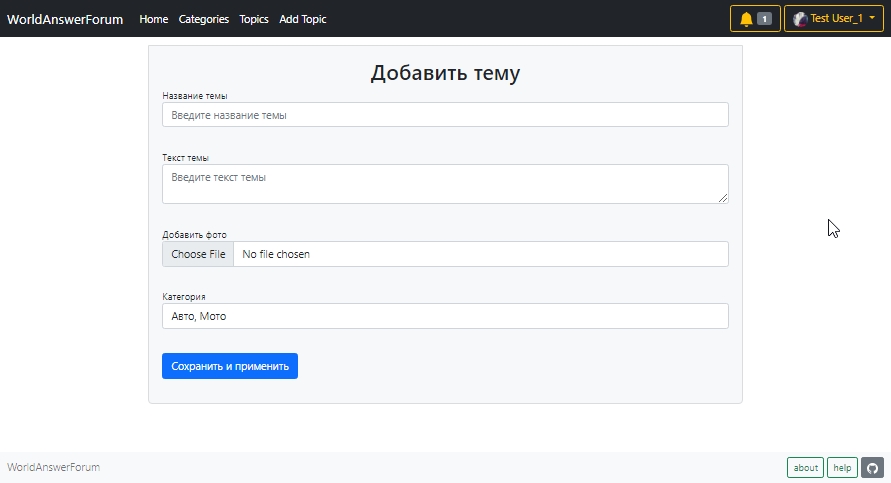 WorldAnswerForum Home Categories Topics Add Topic 1 Test User_1
Добавить тему
Название темы
Введите название темы
Текст темы
Введите текст темы
Добавить фото
Choose File No file chosen
Категория
Авто, Мото
Сохранить и применить
WorldAnswerForum about help